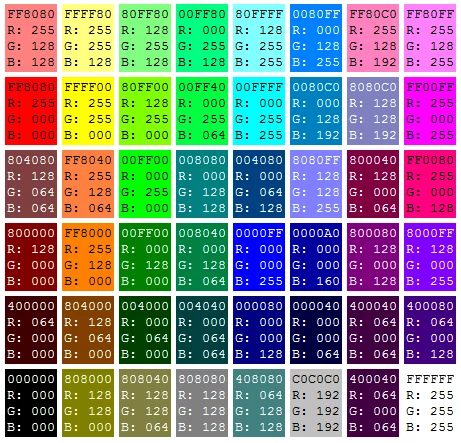 FF8080 FFFF80 80FF80 00FF80 80FFFF 0080FF FF80C0 FF80FF
R: 255 R: 255 R: 128 R: 000 R: 128 R: 000 R: 255 R: 255
G: 128 G: 255 G: 255 G: 255 G: 255 G: 128 G: 128 G: 128
B: 128 B: 128 B: 128 B: 128 B: 255 B: 255 B: 192 B: 255
FF8080 FFFF00 80FF00 00FF40 00FFFF 0080C0 8080C0 FF00FF
R: 255 R: 255 R: 128 R: 000 R: 000 R: 000 R: 128 R: 255
G: 000 G: 255 G: 255 G: 255 G: 255 G: 128 G: 128 G: 000
B: 000 B: 000 B: 000 B: 064 B: 255 B: 192 B: 192 B: 255
804080 FF8040 00FF00 008080 004080 8080FF 800040 FF0080
R: 128 R: 255 R: 000 R: 000 R: 000 R: 128 R: 128 R: 255
G: 064 G: 128 G: 255 G: 128 G: 064 G: 128 G: 000 G: 000
B: 064 B: 064 B: 000 B: 128 B: 128 B: 255 B: 064 B: 128
800000 FF8000 00FF00 008040 0000FF 0000A0 800080 8000FF
R: 128 R: 255 R: 000 R: 000 R: 000 R: 000 R: 128 R: 128
G: 000 G: 128 G: 128 G: 128 G: 000 G: 000 G: 000 G: 000
B: 000 B: 000 B: 000 B: 064 B: 255 B: 160 B: 128 B: 255
400000 804000 004000 004040 000080 000040 400040 400080
R: 064 R: 128 R: 000 R: 000 R: 000 R: 000 R: 064 R: 064
G: 000 G: 064 G: 064 G: 064 G: 000 G: 000 G: 000 G: 000
B: 000 B: 000 B: 000 B: 064 B: 128 B: 064 B: 064 B: 128
000000 808000 808040 808080 408080 C0C0C0 400040 FFFFFF
R: 000 R: 128 R: 128 R: 128 R: 064 R: 192 R: 064 R: 255
G: 000 G: 128 G: 128 G: 128 G: 128 G: 192 G: 000 G: 255
B: 000 B: 000 B: 064 B: 128 B: 128 B: 192 B: 064 B: 255